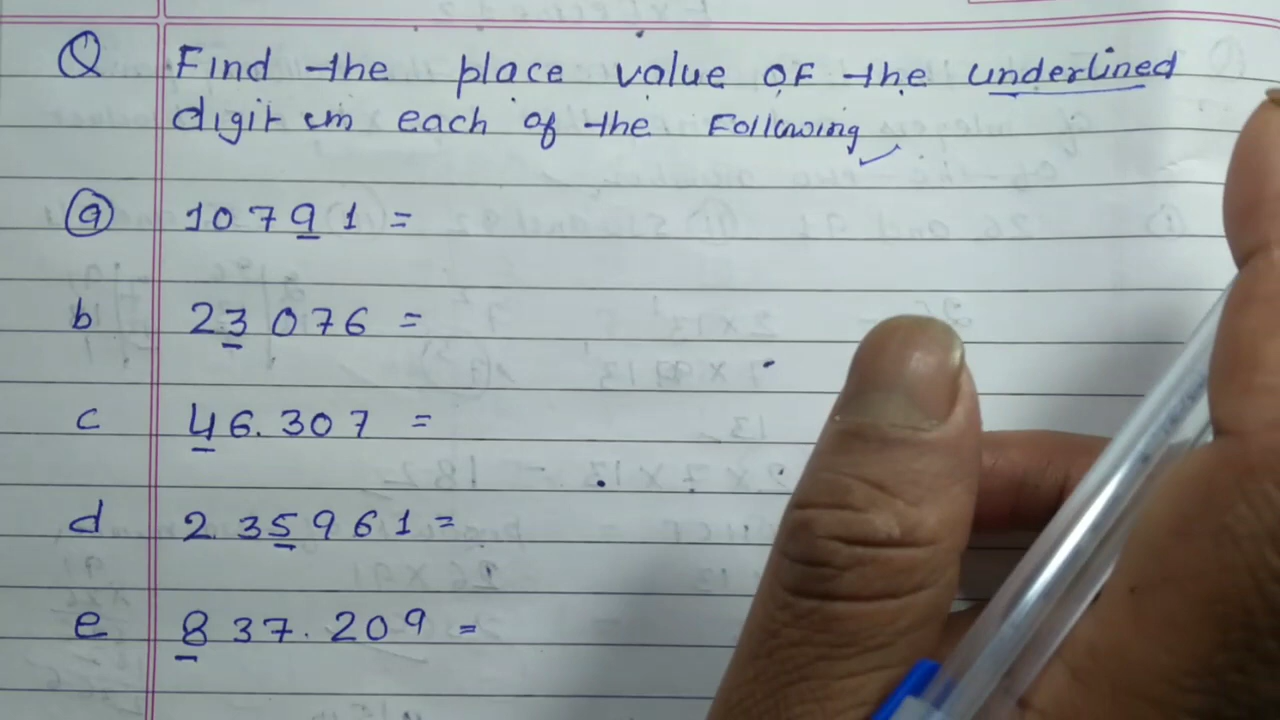 Q Find the place value of the underlined
digit in each of the Following
a 10791 =
b 23076 =
c 46.307 =
d 2.35961 =
e 837.209 =